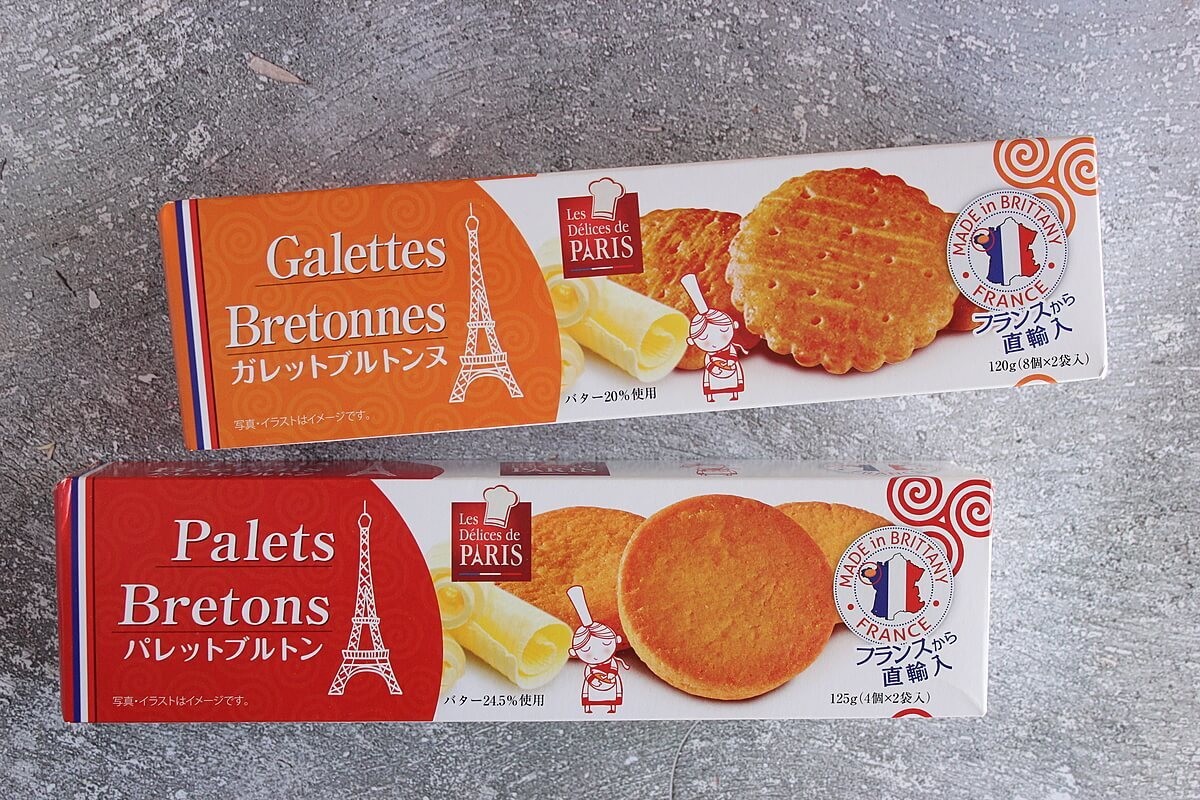 Galettes
Bretonnes
ガレットブルトンヌ
写真・イラストはイメージです。
Les
Délices de
PARIS
バター20%使用
MADE in BRITTANY
FRANCE
フランスから
直輸入
120g(8個×2袋入)
PARIS
Palets
Bretons
パレットブルトン
写真・イラストはイメージです。
Les
Délices de
PARIS
バター24.5%使用
MADE in BRITTANY
FRANCE
フランスから
直輸入
125g(4個×2袋入)